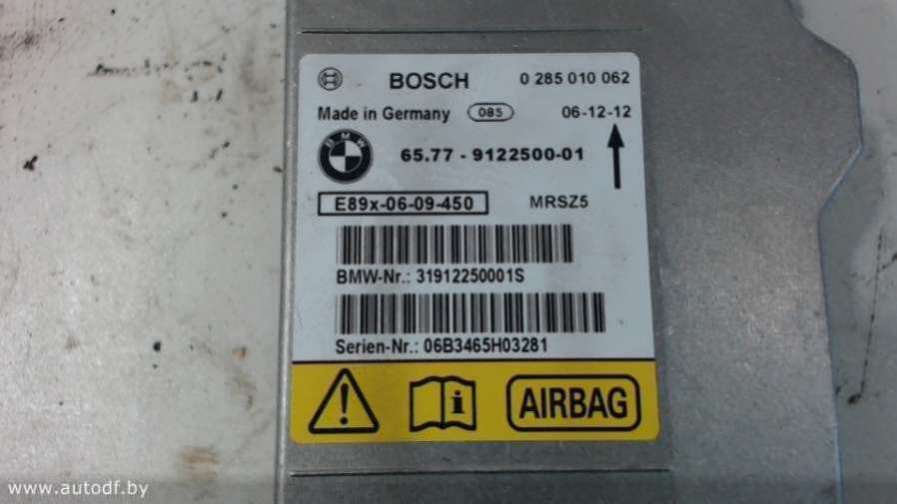 BOSCH 0 285 010 062
Made in Germany 085 06-12-12
BMW 65.77 - 9122500-01
E89x-06-09-450 MRSZ5
BMW-Nr.: 31912250001S
Serien-Nr.: 06B3465H03281
AIRBAG
www.autodf.by